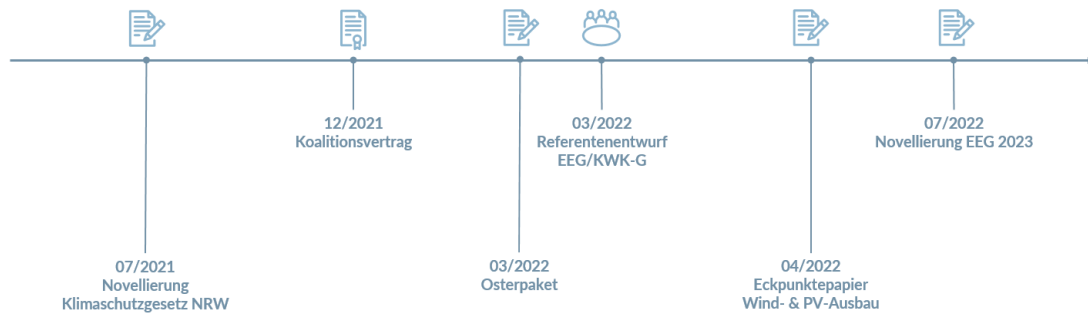 07/2021
Novellierung
Klimaschutzgesetz NRW
12/2021
Koalitionsvertrag
03/2022
Osterpaket
03/2022
Referentenentwurf
EEG/KWK-G
04/2022
Eckpunktepapier
Wind- & PV-Ausbau
07/2022
Novellierung EEG 2023